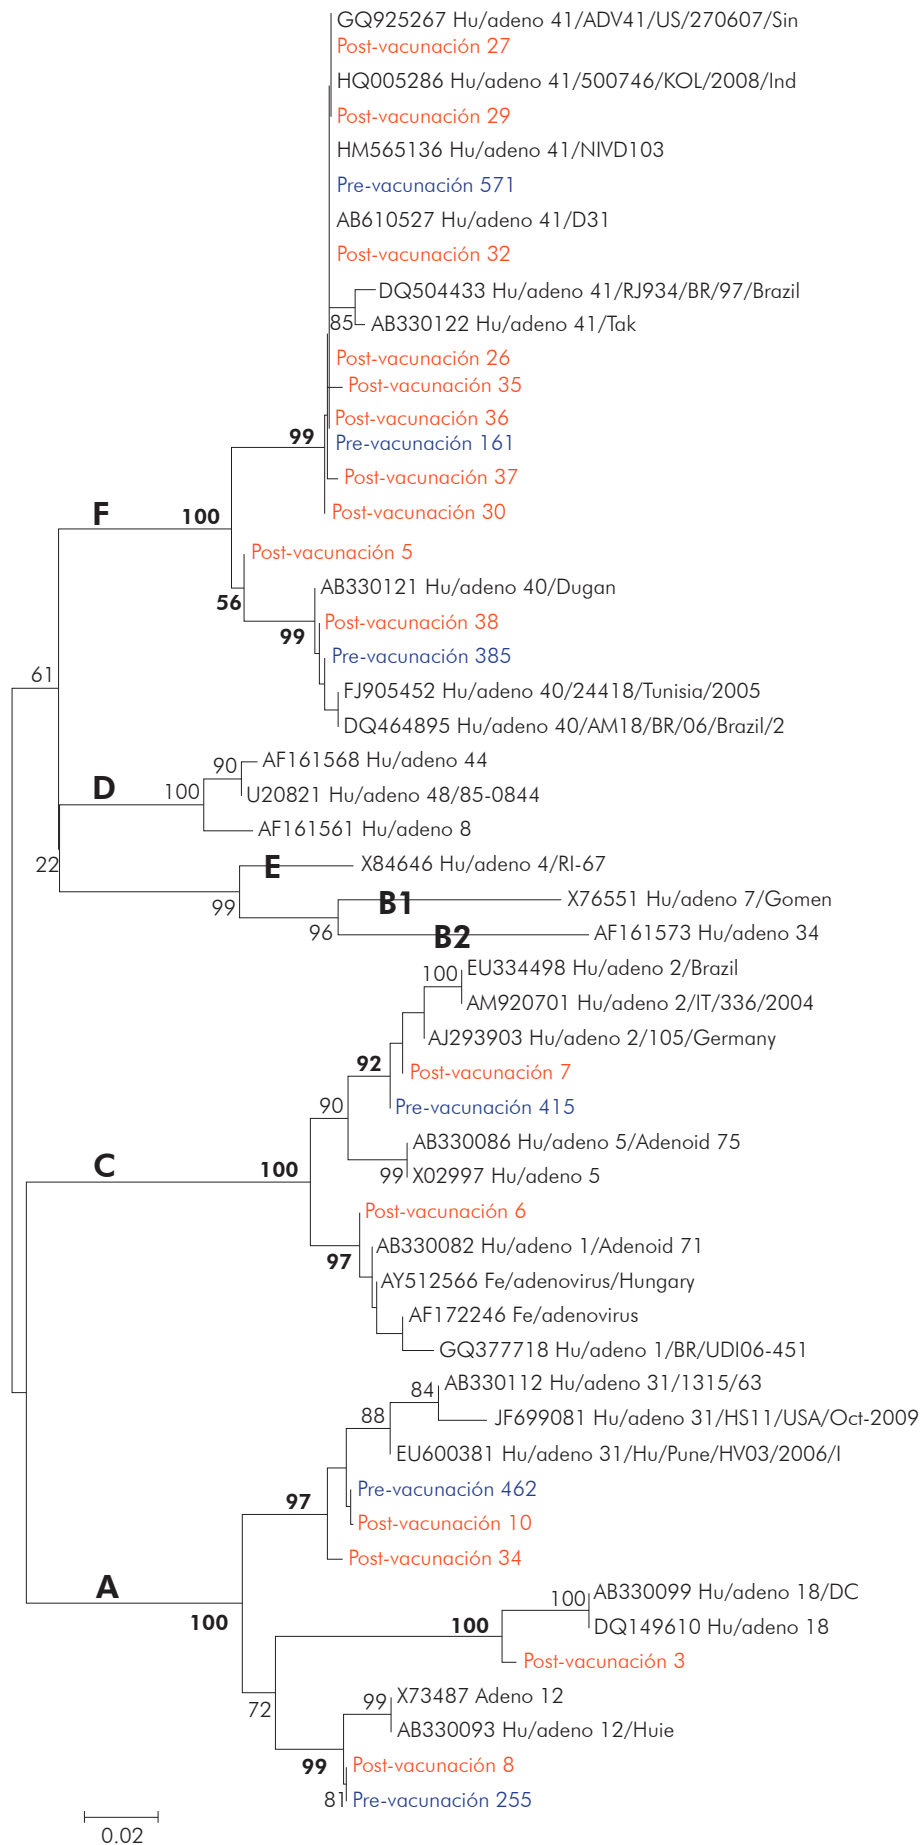 GQ925267 Hu/adeno 41/ADV41/US/270607/Sin
Post-vacunación 27
HQ005286 Hu/adeno 41/500746/KOL/2008/Ind
Post-vacunación 29
HM565136 Hu/adeno 41/NIVD103
Pre-vacunación 571
AB610527 Hu/adeno 41/D31
Post-vacunación 32
DQ504433 Hu/adeno 41/RJ934/BR/97/Brazil
85
AB330122 Hu/adeno 41/Tak
Post-vacunación 26
Post-vacunación 35
Post-vacunación 36
99
Pre-vacunación 161
Post-vacunación 37
F
100
Post-vacunación 30
Post-vacunación 5
AB330121 Hu/adeno 40/Dugan
56
Post-vacunación 38
99
Pre-vacunación 385
61
FJ905452 Hu/adeno 40/24418/Tunisia/2005
DQ464895 Hu/adeno 40/AM18/BR/06/Brazil/2
90
AF161568 Hu/adeno 44
D
100
U20821 Hu/adeno 48/85-0844
AF161561 Hu/adeno 8
22
E
X84646 Hu/adeno 4/RI-67
99
B1
X76551 Hu/adeno 7/Gomen
96
B2
AF161573 Hu/adeno 34
100
EU334498 Hu/adeno 2/Brazil
AM920701 Hu/adeno 2/IT/336/2004
AJ293903 Hu/adeno 2/105/Germany
92
Post-vacunación 7
90
Pre-vacunación 415
AB330086 Hu/adeno 5/Adenoid 75
C
100
99
X02997 Hu/adeno 5
Post-vacunación 6
97
AB330082 Hu/adeno 1/Adenoid 71
AY512566 Fe/adenovirus/Hungary
AF172246 Fe/adenovirus
GQ377718 Hu/adeno 1/BR/UDI06-451
84
AB330112 Hu/adeno 31/1315/63
88
JF699081 Hu/adeno 31/HS11/USA/Oct-2009
EU600381 Hu/adeno 31/Hu/Pune/HV03/2006/I
97
Pre-vacunación 462
Post-vacunación 10
Post-vacunación 34
A
100
100
AB330099 Hu/adeno 18/DC
100
DQ149610 Hu/adeno 18
Post-vacunación 3
72
99
X73487 Adeno 12
AB330093 Hu/adeno 12/Huie
99
Post-vacunación 8
81
Pre-vacunación 255
0.02